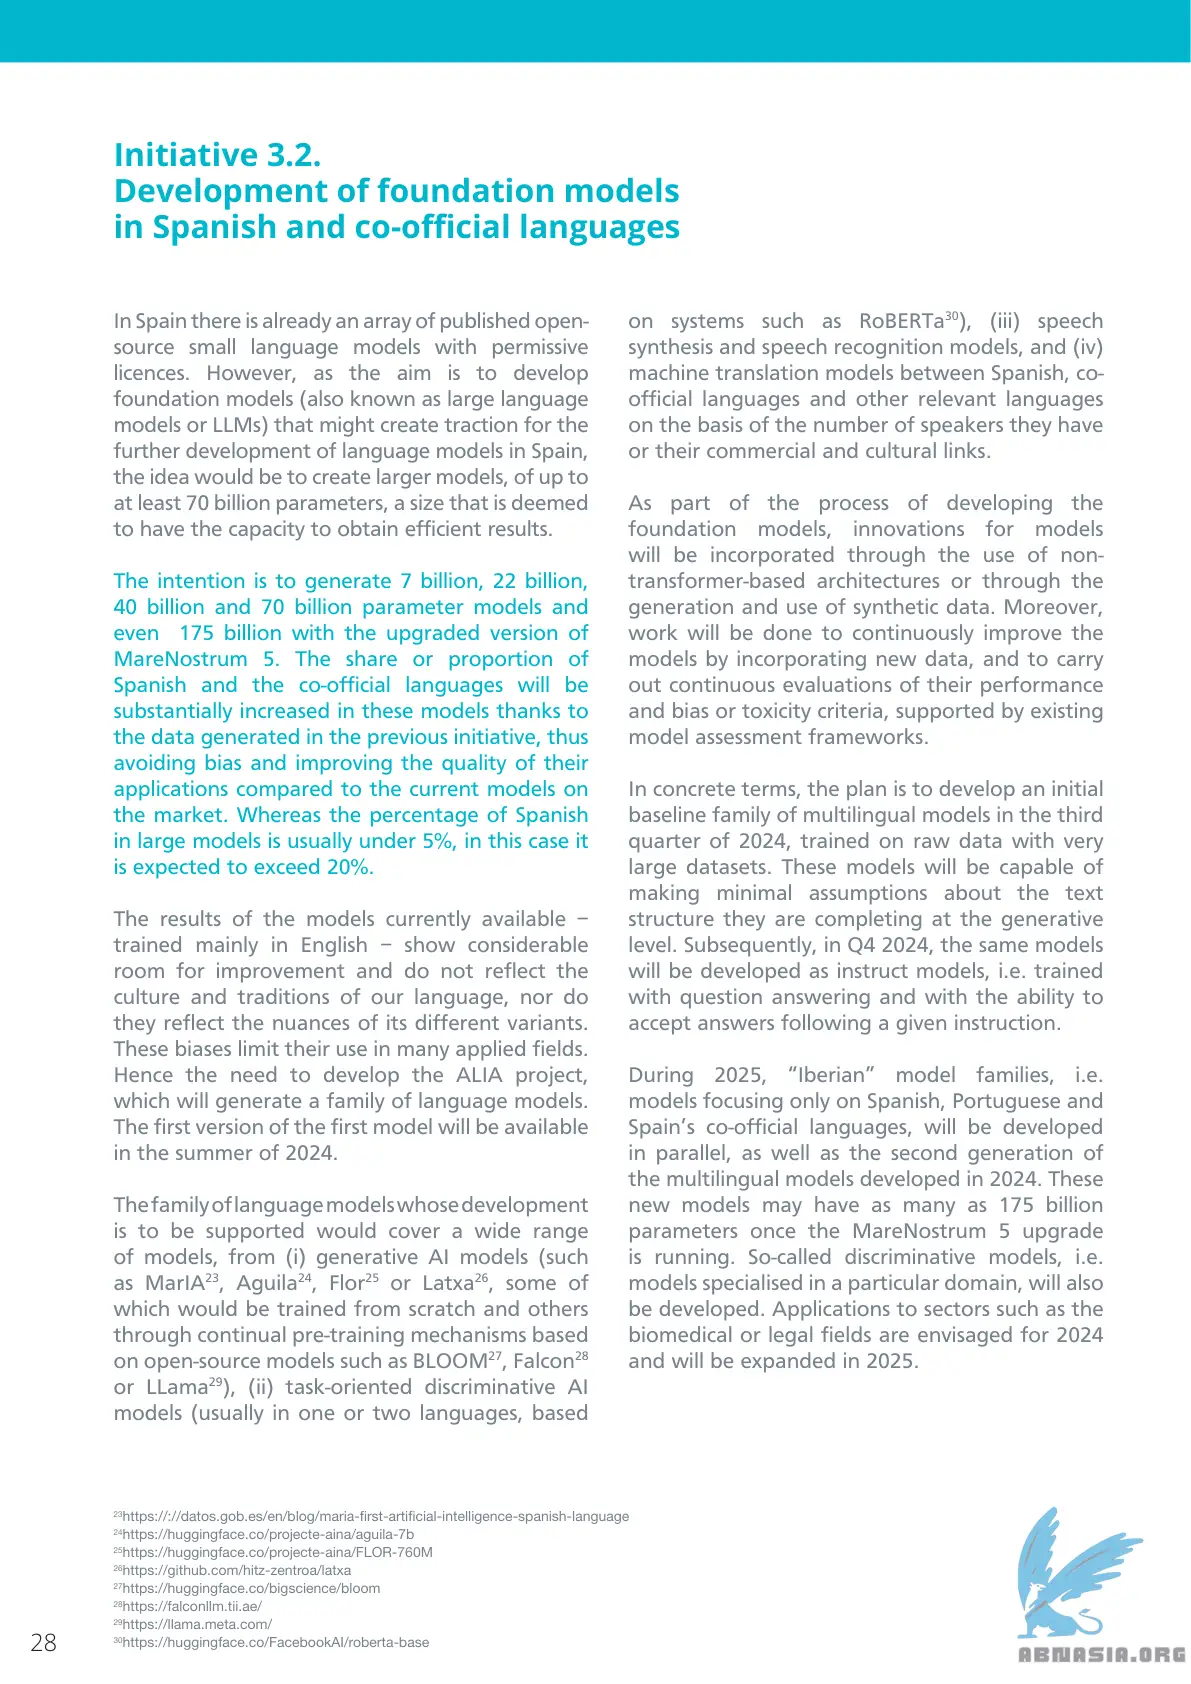 Initiative 3.2.
Development of foundation models
in Spanish and co-official languages
In Spain there is already an array of published open-
source small language models with permissive
licences. However, as the aim is to develop
foundation models (also known as large language
models or LLMs) that might create traction for the
further development of language models in Spain,
the idea would be to create larger models, of up to
at least 70 billion parameters, a size that is deemed
to have the capacity to obtain efficient results.
The intention is to generate 7 billion, 22 billion,
40 billion and 70 billion parameter models and
even 175 billion with the upgraded version of
MareNostrum 5. The share or proportion of
Spanish and the co-official languages will be
substantially increased in these models thanks to
the data generated in the previous initiative, thus
avoiding bias and improving the quality of their
applications compared to the current models on
the market. Whereas the percentage of Spanish
in large models is usually under 5%, in this case it
is expected to exceed 20%.
The results of the models currently available –
trained mainly in English – show considerable
room for improvement and do not reflect the
culture and traditions of our language, nor do
they reflect the nuances of its different variants.
These biases limit their use in many applied fields.
Hence the need to develop the ALIA project,
which will generate a family of language models.
The first version of the first model will be available
in the summer of 2024.
The family of language models whose development
is to be supported would cover a wide range
of models, from (i) generative AI models (such
as MarIA²³, Aguila²⁴, Flor²⁵ or Latxa²⁶, some of
which would be trained from scratch and others
through continual pre-training mechanisms based
on open-source models such as BLOOM²⁷, Falcon²⁸
or LLama²⁹), (ii) task-oriented discriminative AI
models (usually in one or two languages, based
on systems such as RoBERTa³⁰), (iii) speech
synthesis and speech recognition models, and (iv)
machine translation models between Spanish, co-
official languages and other relevant languages
on the basis of the number of speakers they have
or their commercial and cultural links.
As part of the process of developing the
foundation models, innovations for models
will be incorporated through the use of non-
transformer-based architectures or through the
generation and use of synthetic data. Moreover,
work will be done to continuously improve the
models by incorporating new data, and to carry
out continuous evaluations of their performance
and bias or toxicity criteria, supported by existing
model assessment frameworks.
In concrete terms, the plan is to develop an initial
baseline family of multilingual models in the third
quarter of 2024, trained on raw data with very
large datasets. These models will be capable of
making minimal assumptions about the text
structure they are completing at the generative
level. Subsequently, in Q4 2024, the same models
will be developed as instruct models, i.e. trained
with question answering and with the ability to
accept answers following a given instruction.
During 2025, “Iberian” model families, i.e.
models focusing only on Spanish, Portuguese and
Spain’s co-official languages, will be developed
in parallel, as well as the second generation of
the multilingual models developed in 2024. These
new models may have as many as 175 billion
parameters once the MareNostrum 5 upgrade
is running. So-called discriminative models, i.e.
models specialised in a particular domain, will also
be developed. Applications to sectors such as the
biomedical or legal fields are envisaged for 2024
and will be expanded in 2025.
²³https://://datos.gob.es/en/blog/maria-first-artificial-intelligence-spanish-language
²⁴https://huggingface.co/projecte-aina/aguila-7b
²⁵https://huggingface.co/projecte-aina/FLOR-760M
²⁶https://github.com/hitz-zentroa/latxa
²⁷https://huggingface.co/bigscience/bloom
²⁸https://falconllm.tii.ae/
²⁹https://llama.meta.com/
³⁰https://huggingface.co/FacebookAI/roberta-base
28
ABNASIA.ORG